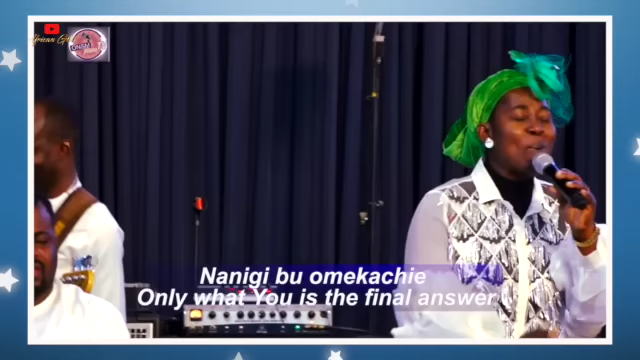 Nanigi bu omekachie
Only what You is the final answer